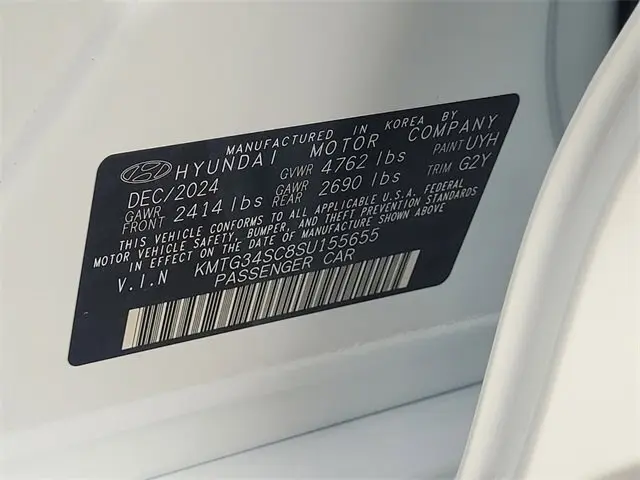 MANUFACTURED IN KOREA BY
HYUNDAI MOTOR COMPANY
DEC/2024 GVWR 4762 lbs PAINT UYH
GAWR FRONT 2414 lbs GAWR REAR 2690 lbs TRIM G2Y
THIS VEHICLE CONFORMS TO ALL APPLICABLE U.S.A. FEDERAL
MOTOR VEHICLE SAFETY, BUMPER, AND THEFT PREVENTION STANDARDS
IN EFFECT ON THE DATE OF MANUFACTURE SHOWN ABOVE
V.I.N KMTG34SC8SU155655
PASSENGER CAR